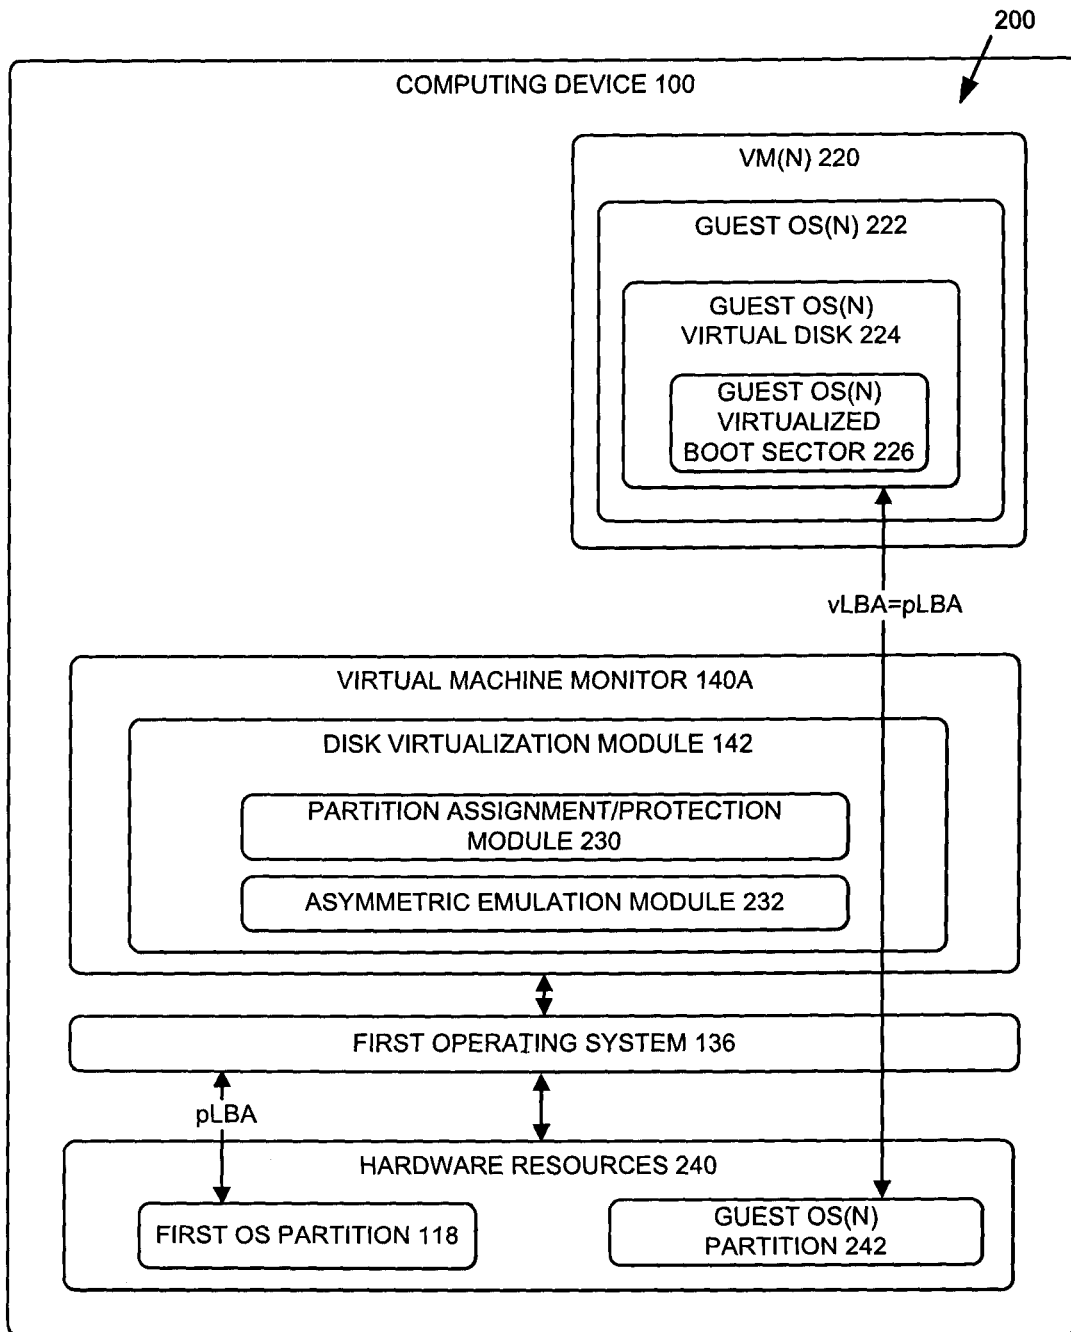 200
COMPUTING DEVICE 100
VM(N) 220
GUEST OS(N) 222
GUEST OS(N)
VIRTUAL DISK 224
GUEST OS(N)
VIRTUALIZED
BOOT SECTOR 226
vLBA=pLBA
VIRTUAL MACHINE MONITOR 140A
DISK VIRTUALIZATION MODULE 142
PARTITION ASSIGNMENT/PROTECTION
MODULE 230
ASYMMETRIC EMULATION MODULE 232
FIRST OPERATING SYSTEM 136
pLBA
HARDWARE RESOURCES 240
FIRST OS PARTITION 118
GUEST OS(N)
PARTITION 242